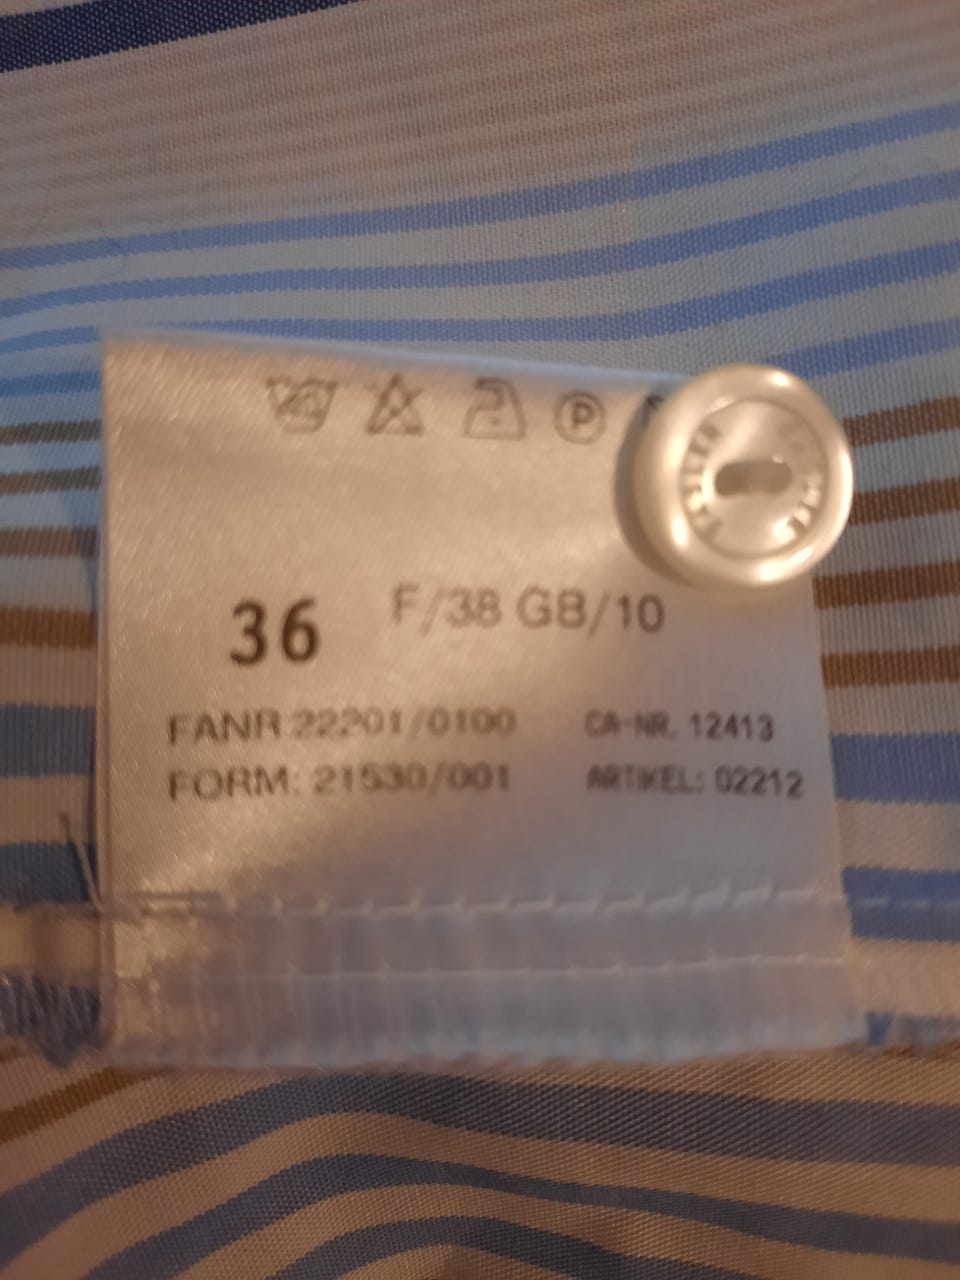 P
36 F/38 GB/10
FANR 22201/0100 CA-NR. 12413
FORM: 21530/001 ARTIKEL: 02212